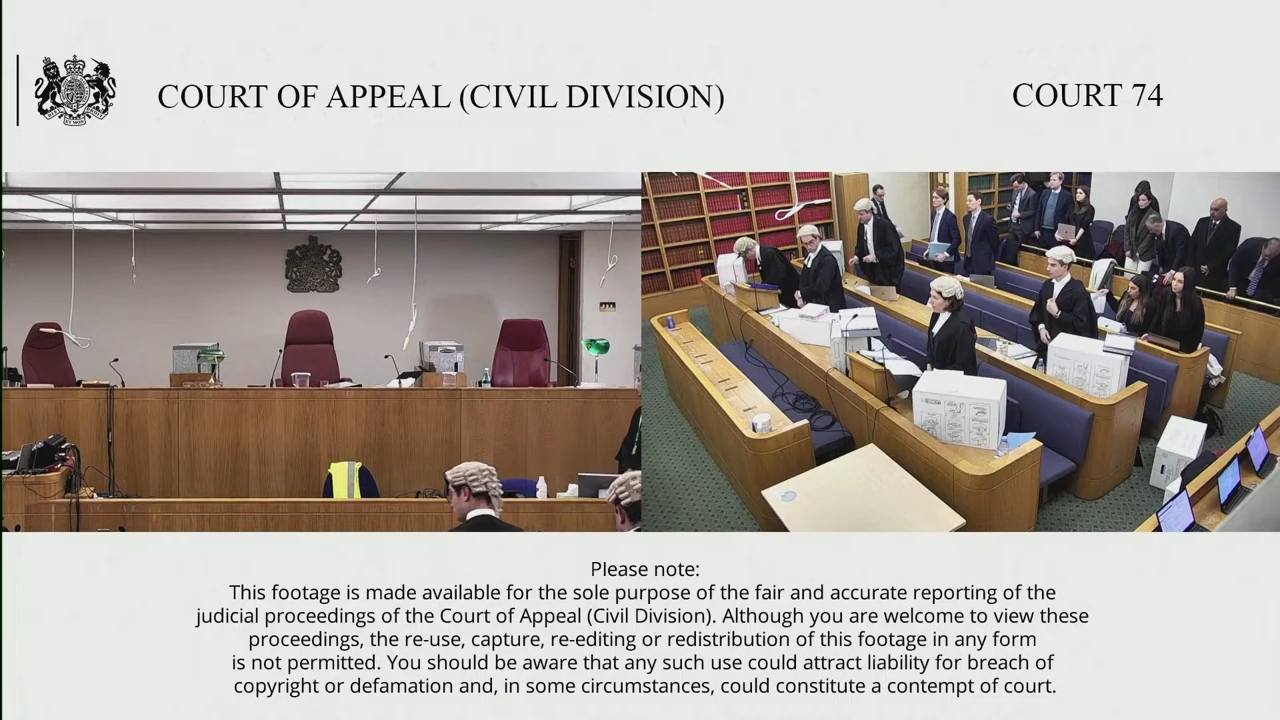 COURT OF APPEAL (CIVIL DIVISION)
COURT 74
Please note:
This footage is made available for the sole purpose of the fair and accurate reporting of the
judicial proceedings of the Court of Appeal (Civil Division). Although you are welcome to view these
proceedings, the re-use, capture, re-editing or redistribution of this footage in any form
is not permitted. You should be aware that any such use could attract liability for breach of
copyright or defamation and, in some circumstances, could constitute a contempt of court.